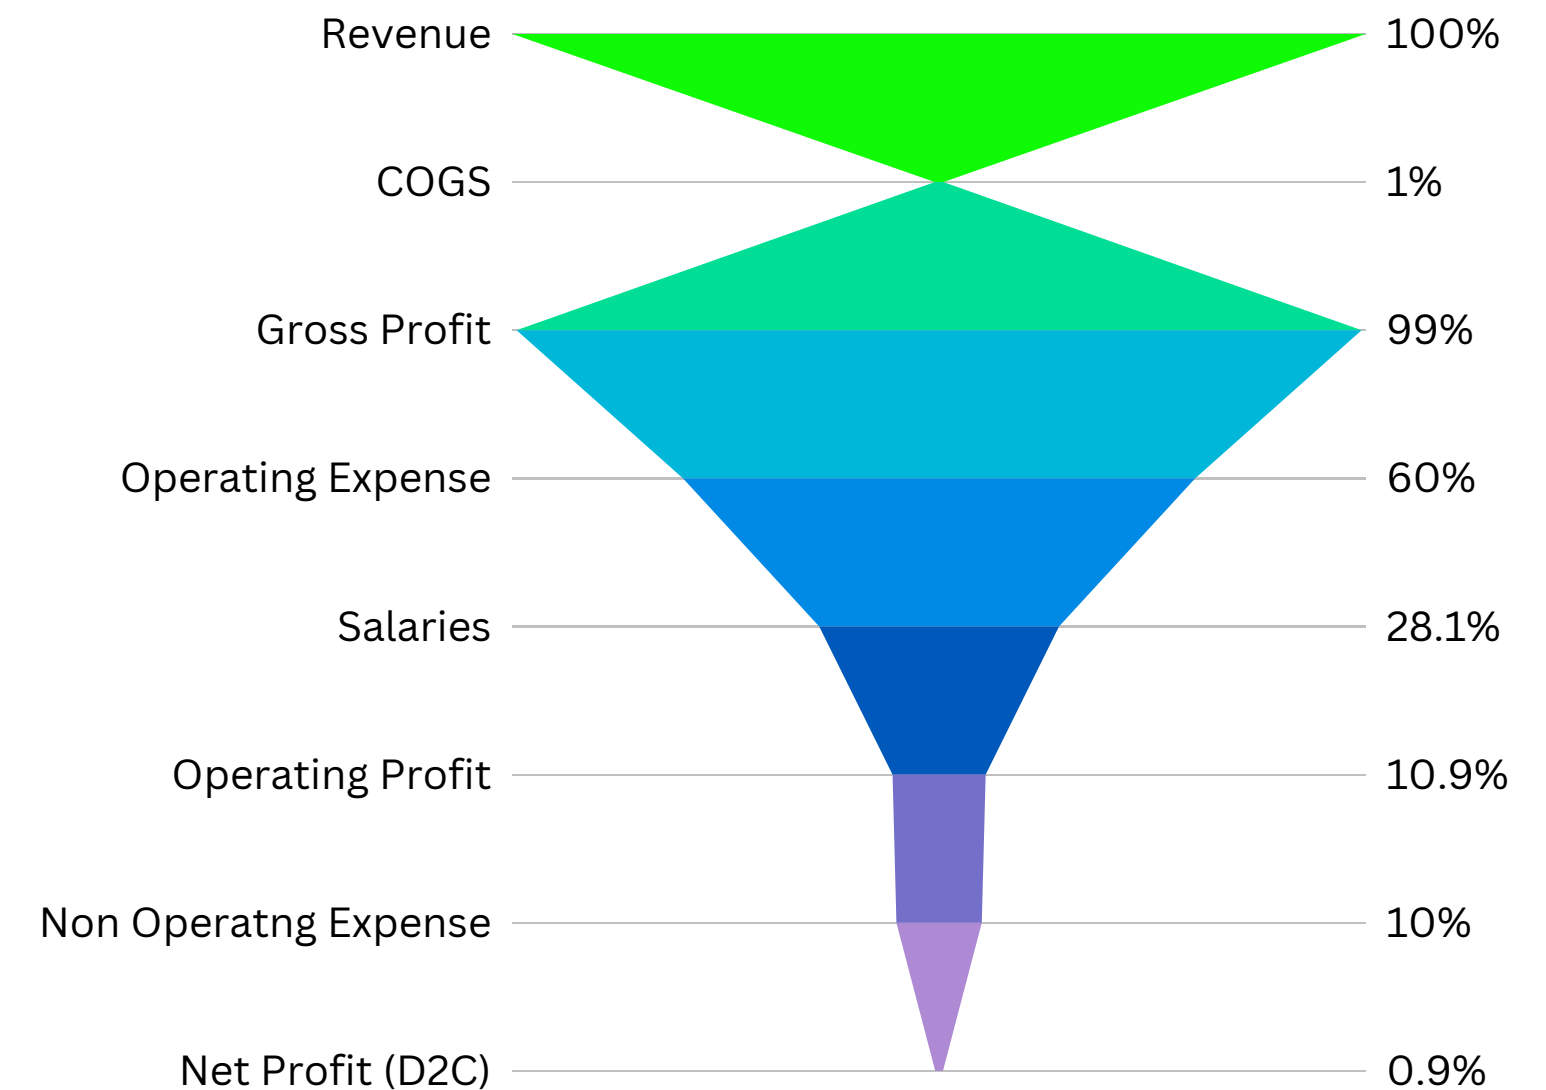 Revenue 100%
COGS 1%
Gross Profit 99%
Operating Expense 60%
Salaries 28.1%
Operating Profit 10.9%
Non Operatng Expense 10%
Net Profit (D2C) 0.9%